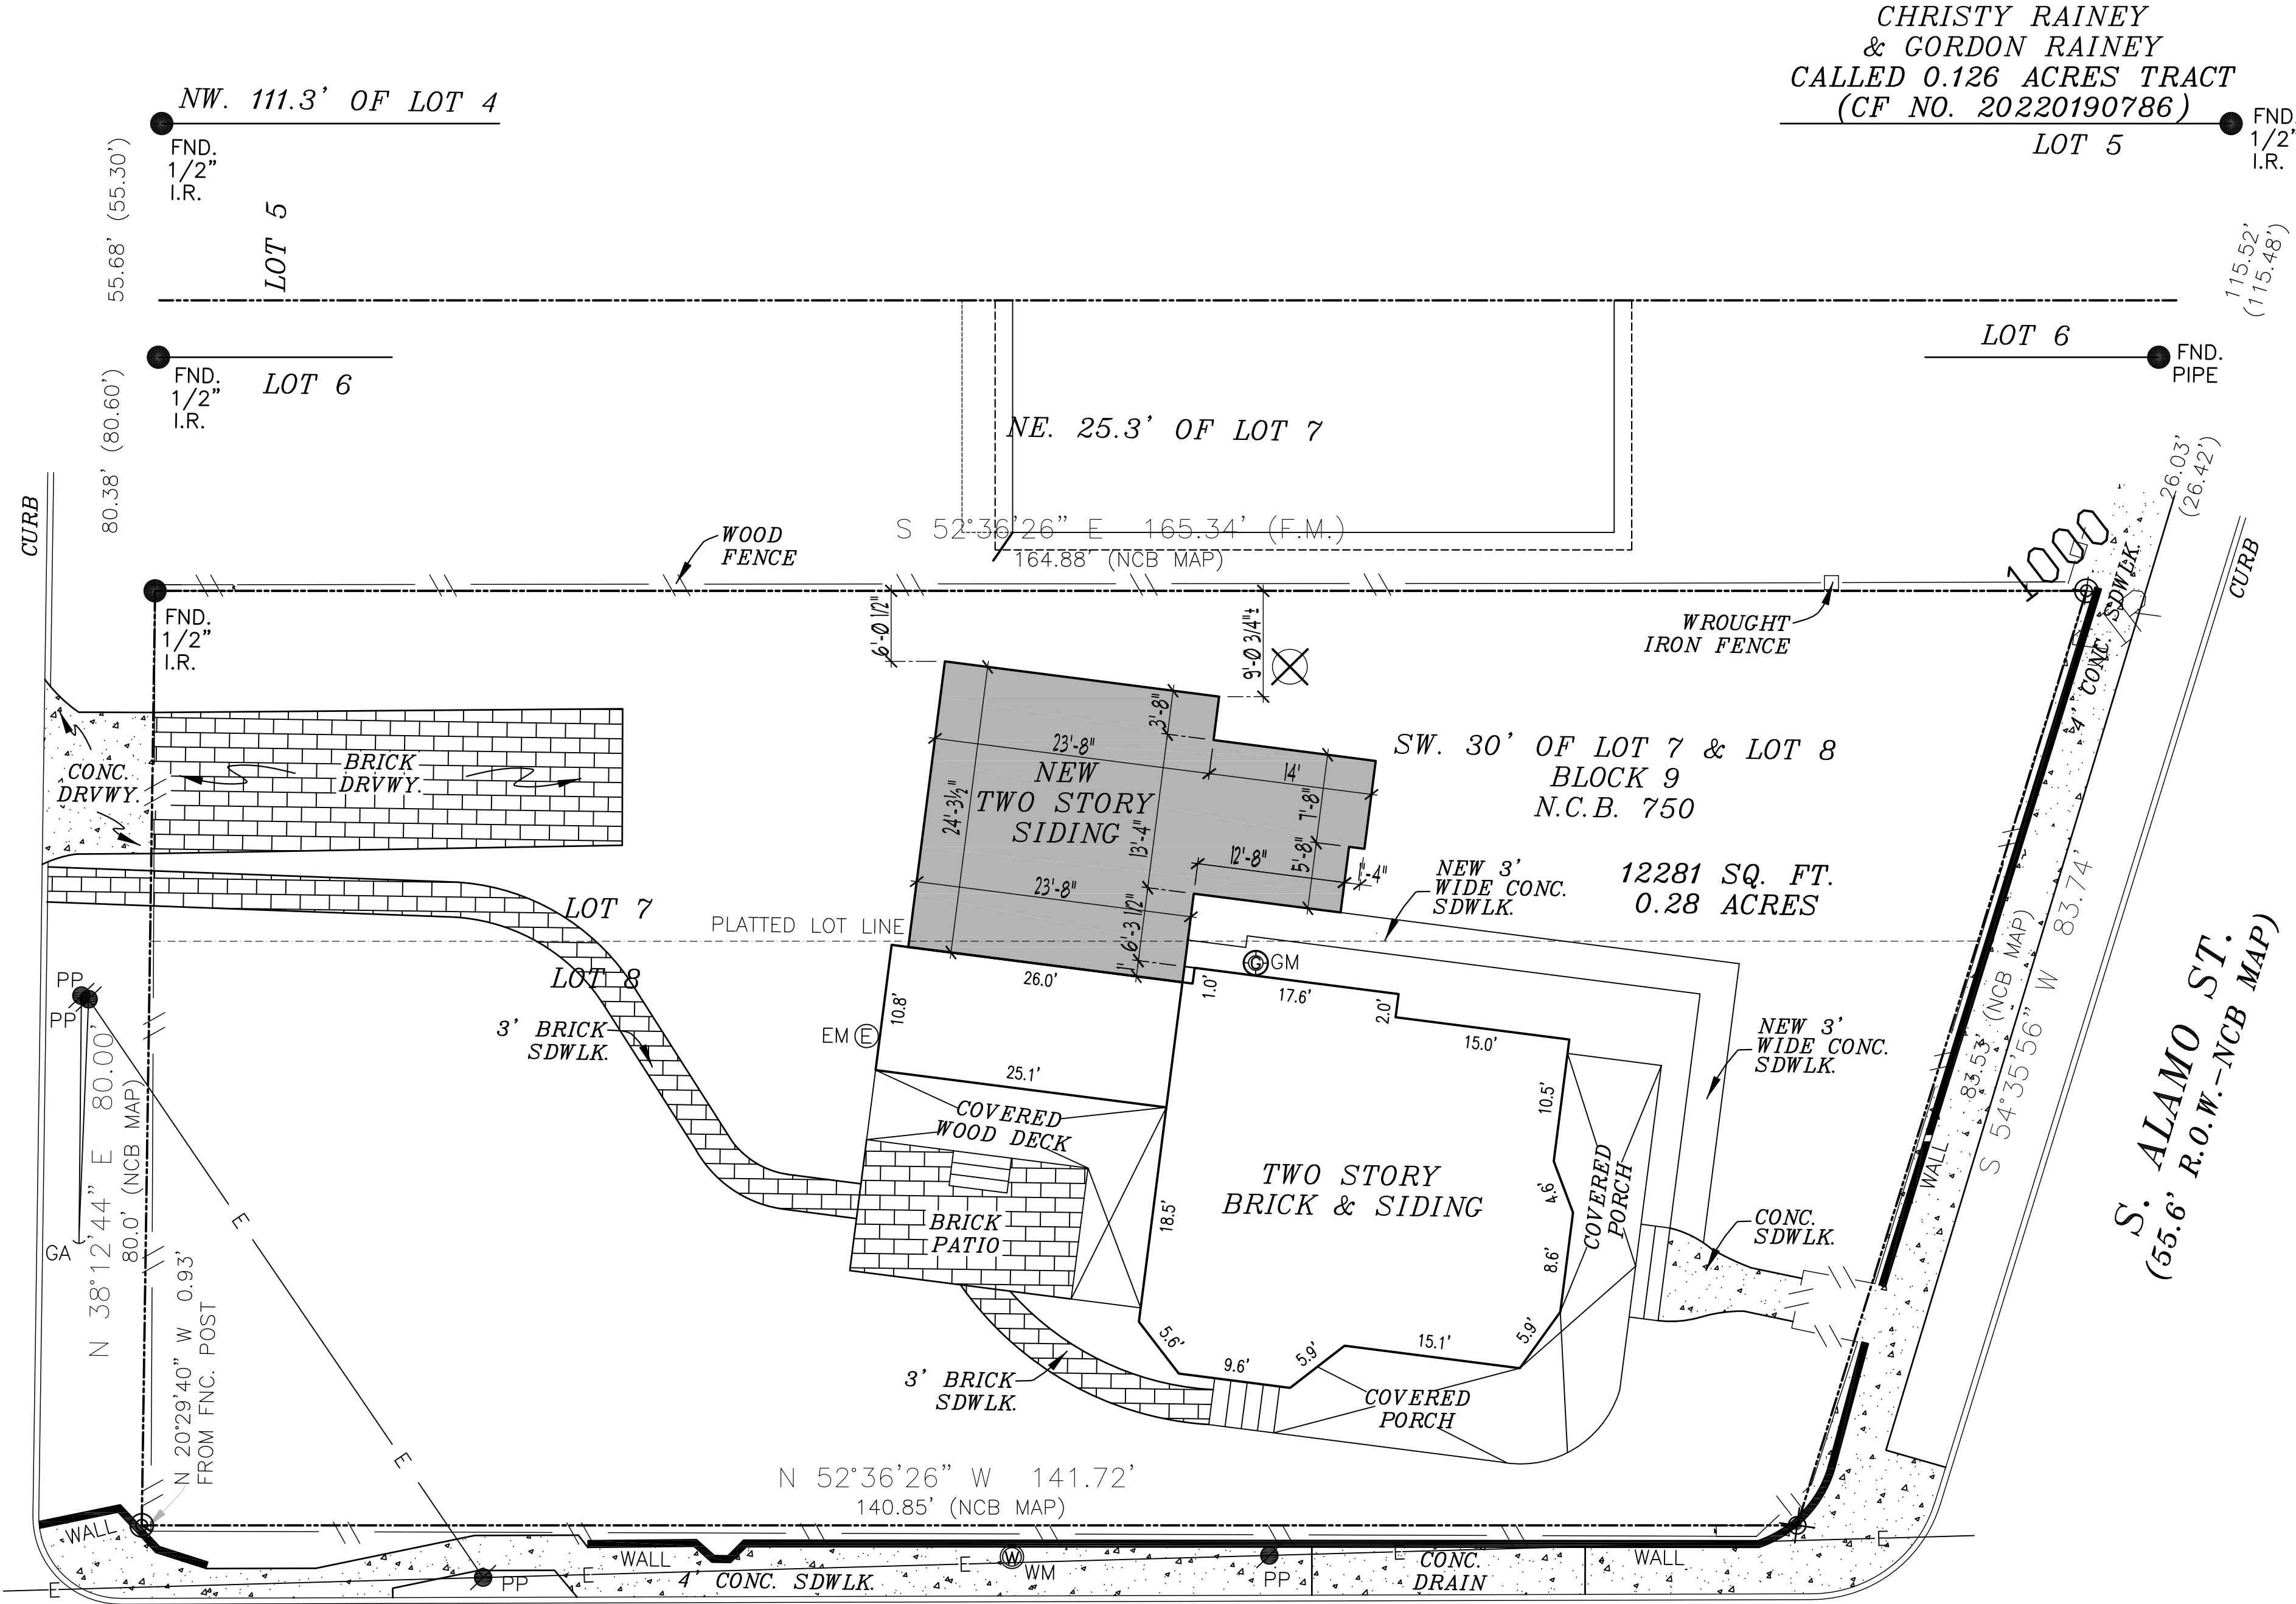 CHRISTY RAINEY
& GORDON RAINEY
CALLED 0.126 ACRES TRACT
(CF NO. 20220190786)
LOT 5
FND.
1/2"
I.R.
NW. 111.3' OF LOT 4
FND.
1/2"
I.R.
55.68' (55.30')
LOT 5
115.52'
(115.48')
LOT 6
FND.
PIPE
FND.
1/2"
I.R.
LOT 6
80.38' (80.60')
NE. 25.3' OF LOT 7
26.03'
(26.42')
CURB
WOOD
FENCE
S 52°36'26" E 165.34' (F.M.)
164.88' (NCB MAP)
1000
4' CONC. SDWLK.
CURB
FND.
1/2"
I.R.
6'-0 1/2"
9'-0 3/4"±
WROUGHT
IRON FENCE
CONC.
DRVWY.
BRICK
DRVWY.
23'-8"
NEW
TWO STORY
SIDING
24'-3½"
3'-8"
13'-4"
14'
7'-8"
5'-8"
12'-8"
1'-4"
23'-8"
6'-3 1/2"
1"
SW. 30' OF LOT 7 & LOT 8
BLOCK 9
N.C.B. 750
12281 SQ. FT.
0.28 ACRES
NEW 3'
WIDE CONC.
SDWLK.
LOT 7
PLATTED LOT LINE
LOT 8
PP
PP
3' BRICK
SDWLK.
EM E
10.8'
26.0'
1.0'
G GM
17.6'
2.0'
15.0'
25.1'
COVERED
WOOD DECK
10.5'
4.6'
8.6'
COVERED
PORCH
NEW 3'
WIDE CONC.
SDWLK.
TWO STORY
BRICK & SIDING
18.5'
BRICK
PATIO
CONC.
SDWLK.
WALL
83.53' (NCB MAP)
S 54°35'56" W 83.74'
S. ALAMO ST.
(55.6' R.O.W.-NCB MAP)
GA
N 38°12'44" E 80.00'
80.0' (NCB MAP)
E
E
N 20°29'40" W 0.93'
FROM FNC. POST
5.6'
9.6'
5.9'
15.1'
5.9'
3' BRICK
SDWLK.
COVERED
PORCH
N 52°36'26" W 141.72'
140.85' (NCB MAP)
WALL
E
PP
E
WALL
4' CONC. SDWLK.
E
W WM
PP
E
CONC.
DRAIN
WALL
E